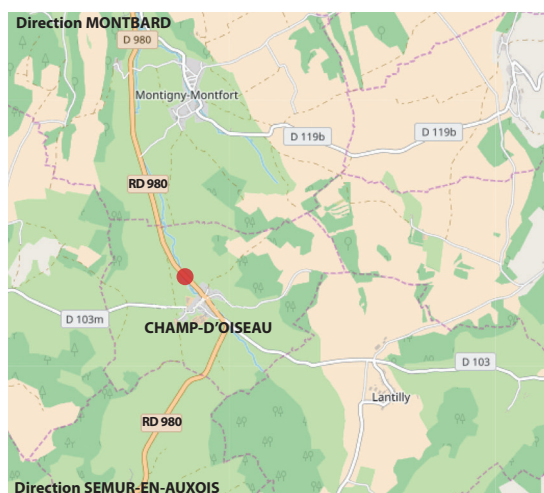 Direction MONTBARD
D 980
Montigny-Montfort
D 119b
D 119b
RD 980
D 103m
CHAMP-D'OISEAU
D 103
Lantilly
RD 980
Direction SEMUR-EN-AUXOIS